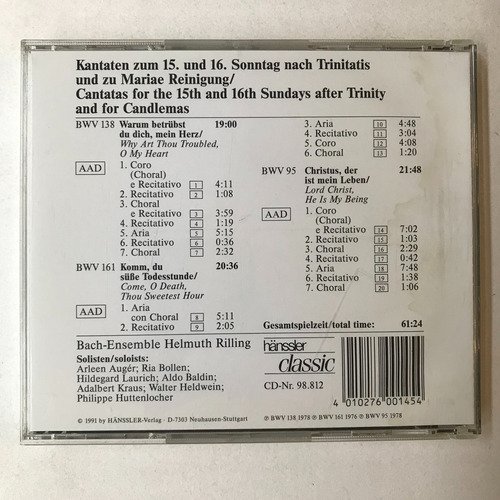 Kantaten zum 15. und 16. Sonntag nach Trinitatis
und zu Mariae Reinigung/
Cantatas for the 15th and 16th Sundays after Trinity
and for Candlemas
BWV 138 Warum betrübst 19:00
du dich, mein Herz/
Why Art Thou Troubled,
O My Heart
AAD
1. Coro
(Choral)
e Recitativo 1 4:11
2. Recitativo 2 1:08
3. Choral
e Recitativo 3 3:59
4. Recitativo 4 1:19
5. Aria 5 5:15
6. Recitativo 6 0:36
7. Choral 7 2:32
BWV 161 Komm, du 20:36
süße Todesstunde/
Come, O Death,
Thou Sweetest Hour
AAD
1. Aria
con Choral 8 5:11
2. Recitativo 9 2:05
3. Aria 10 4:48
4. Recitativo 11 3:04
5. Coro 12 4:08
6. Choral 13 1:20
BWV 95 Christus, der 21:48
ist mein Leben/
Lord Christ,
He Is My Being
AAD
1. Coro
(Choral)
e Recitativo 14 7:02
2. Recitativo 15 1:03
3. Choral 16 2:29
4. Recitativo 17 0:42
5. Aria 18 7:48
6. Recitativo 19 1:38
7. Choral 20 1:06
Gesamtspielzeit/total time: 61:24
Bach-Ensemble Helmuth Rilling
Solisten/soloists:
Arleen Augér; Ria Bollen;
Hildegard Laurich; Aldo Baldin;
Adalbert Kraus; Walter Heldwein;
Philippe Huttenlocher
hänssler
classic
CD-Nr. 98.812
4 010276 001454
© 1991 by HÄNSSLER-Verlag · D-7303 Neuhausen-Stuttgart
℗ BWV 138 1978 ℗ BWV 161 1976 ℗ BWV 95 1978